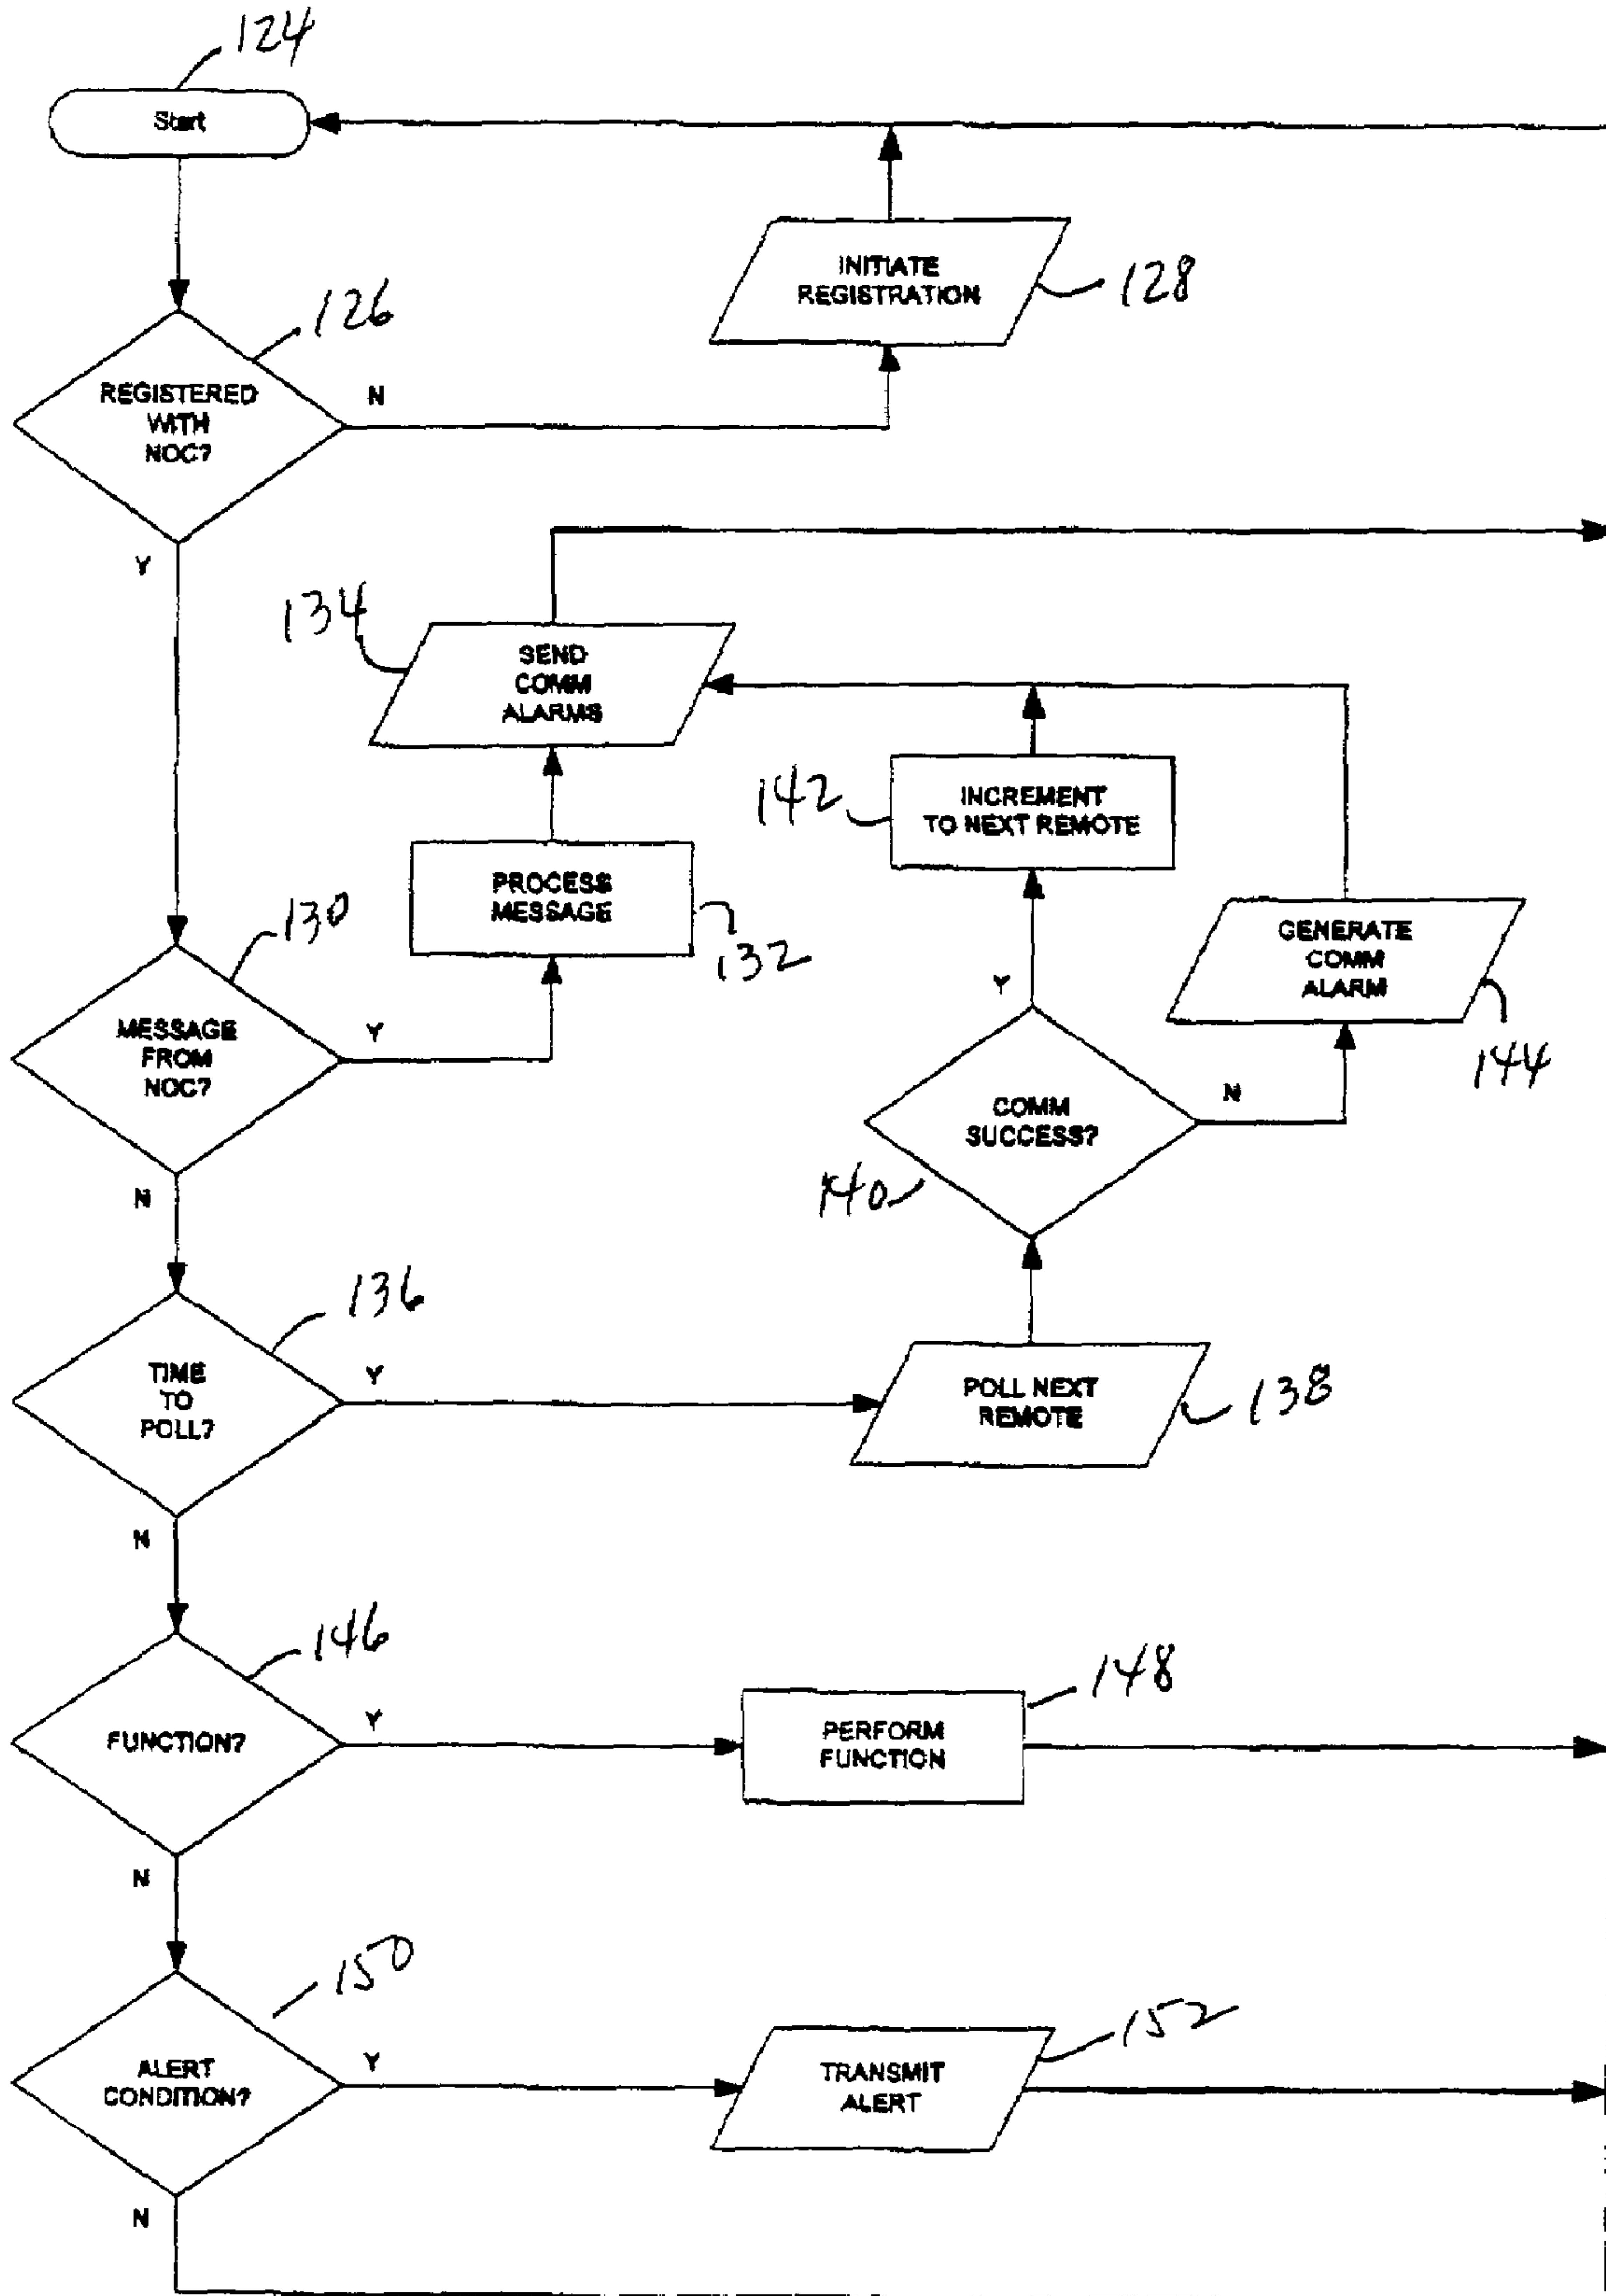 124
Start
INITIATE
REGISTRATION
128
126
REGISTERED
WITH
NOC?
N
Y
134
SEND
COMM
ALARMS
142
INCREMENT
TO NEXT REMOTE
PROCESS
MESSAGE
132
130
MESSAGE
FROM
NOC?
Y
N
GENERATE
COMM
ALARM
144
Y
COMM
SUCCESS?
N
140
136
TIME
TO
POLL?
Y
N
POLL NEXT
REMOTE
138
146
FUNCTION?
Y
N
PERFORM
FUNCTION
148
150
ALERT
CONDITION?
Y
N
TRANSMIT
ALERT
152